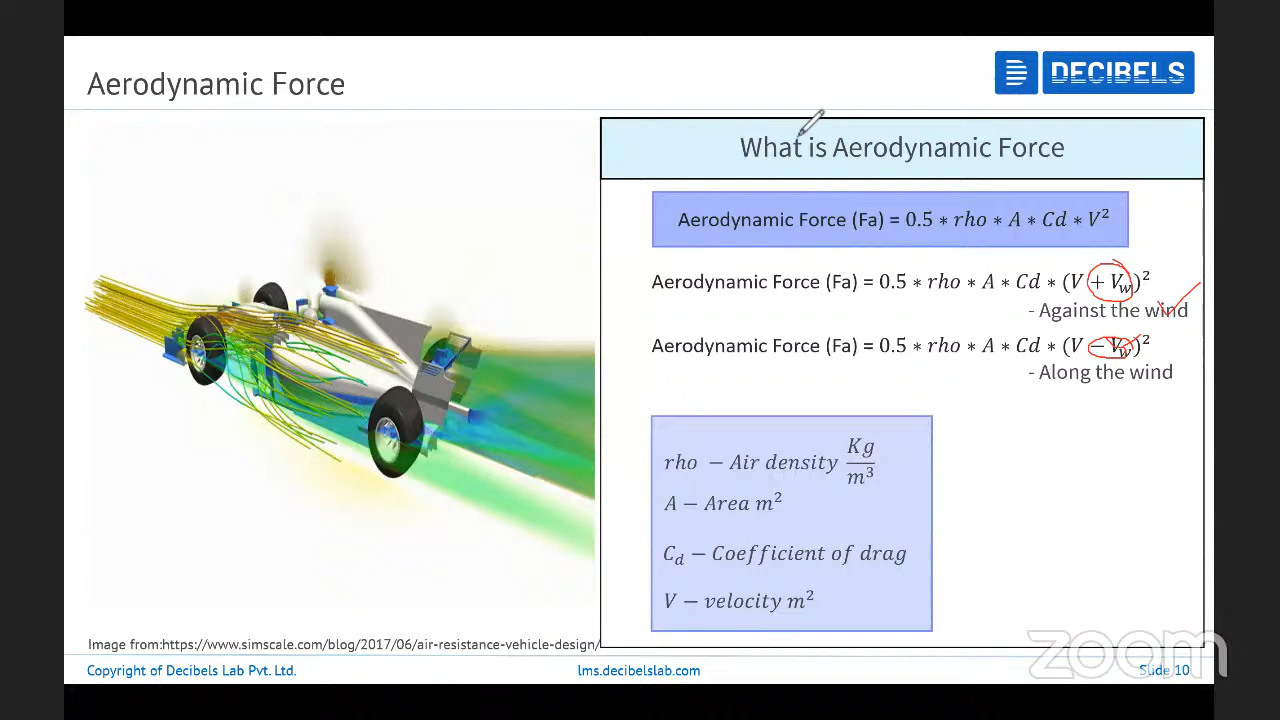 Aerodynamic Force
DECIBELS
What is Aerodynamic Force
Aerodynamic Force (Fa) = 0.5 ∗ rho ∗ A ∗ Cd ∗ V²
Aerodynamic Force (Fa) = 0.5 ∗ rho ∗ A ∗ Cd ∗ (V + V_w)²
- Against the wind
Aerodynamic Force (Fa) = 0.5 ∗ rho ∗ A ∗ Cd ∗ (V − V_w)²
- Along the wind
rho − Air density Kg/m³
A − Area m²
C_d − Coefficient of drag
V − velocity m²
Image from:https://www.simscale.com/blog/2017/06/air-resistance-vehicle-design/
zoom
Copyright of Decibels Lab Pvt. Ltd.
lms.decibelslab.com
Slide 10